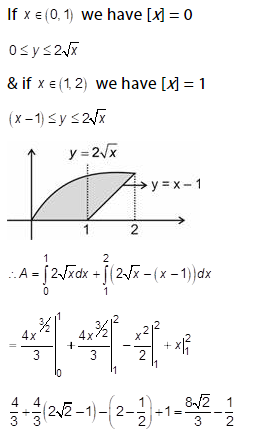 If x ∈ (0, 1) we have [x] = 0
0 ≤ y ≤ 2√x
& if x ∈ (1, 2) we have [x] = 1
(x − 1) ≤ y ≤ 2√x
y = 2√x
y = x − 1
1 2
∴ A = ∫₀¹ 2√x dx + ∫₁² (2√x − (x − 1)) dx
= 4x^(3/2)/3 |₀¹ + 4x^(3/2)/3 |₁² − x²/2 |₁² + x|₁²
4/3 + 4/3 (2√2 − 1) − (2 − 1/2) + 1 = 8√2/3 − 1/2